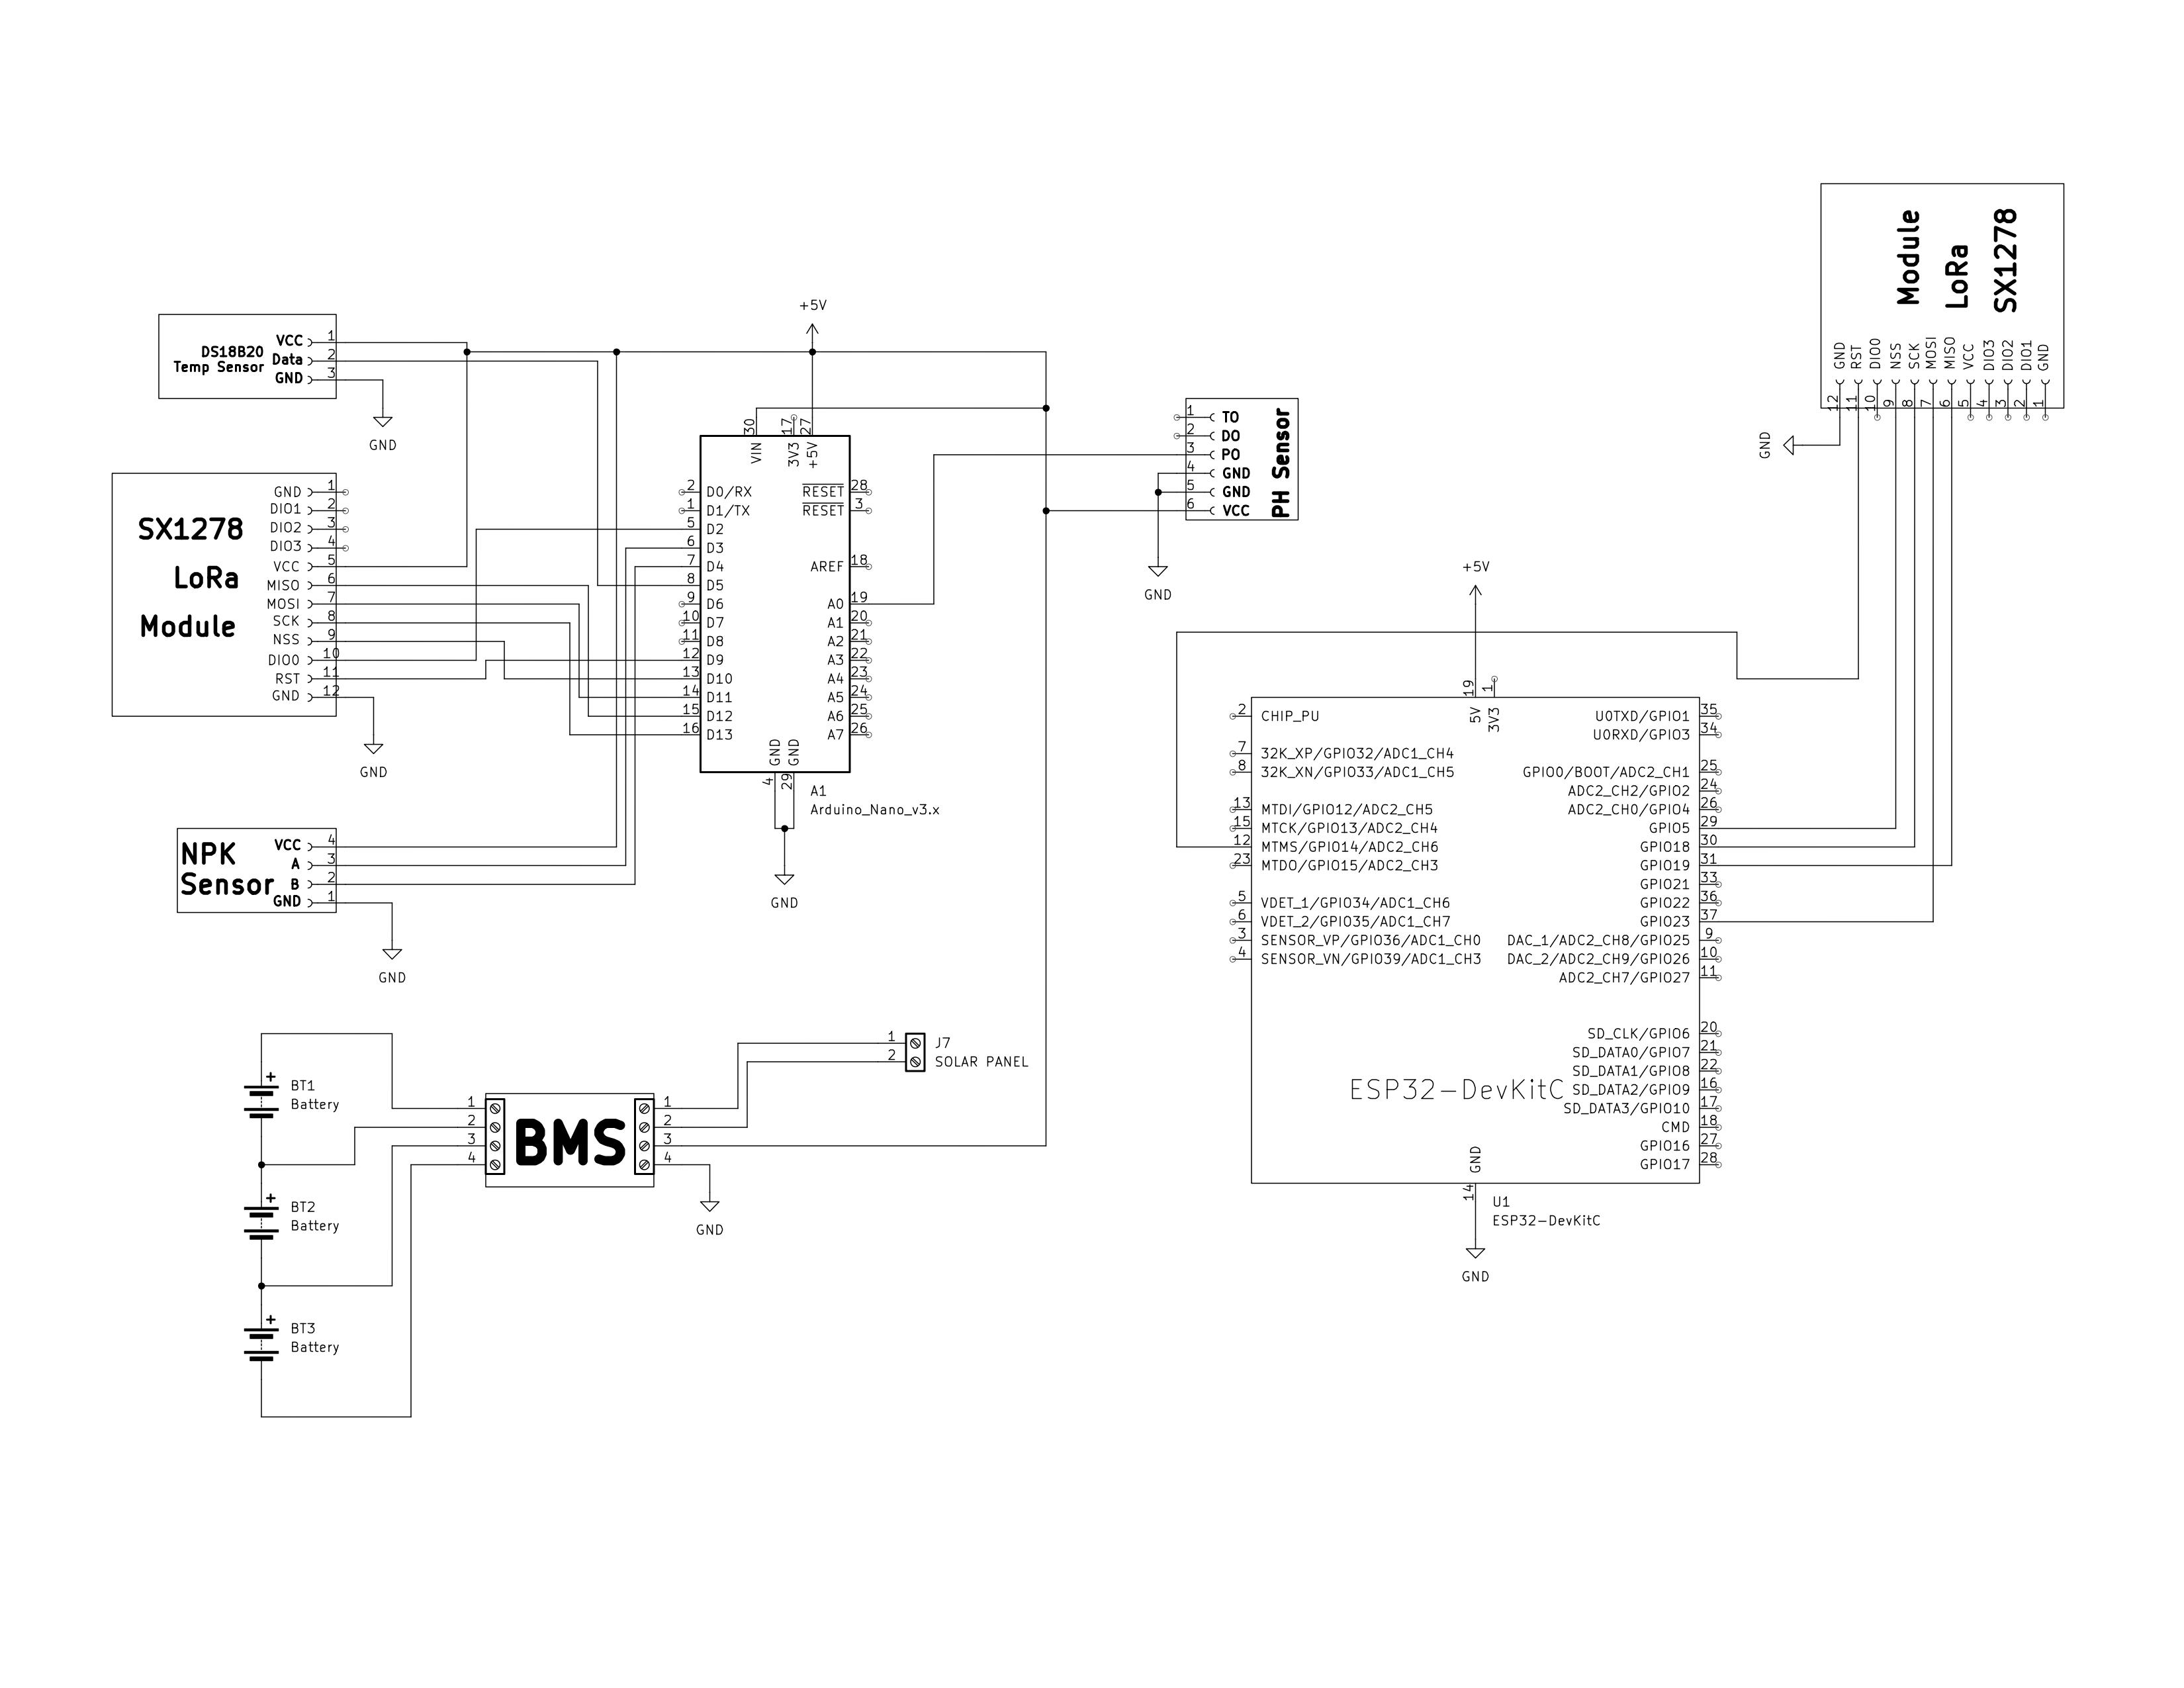 +5V
DS18B20
Temp Sensor
VCC 1
Data 2
GND 3
GND
SX1278
LoRa
Module
GND 1
DIO1 2
DIO2 3
DIO3 4
VCC 5
MISO 6
MOSI 7
SCK 8
NSS 9
DIO0 10
RST 11
GND 12
GND
NPK
Sensor
VCC 4
A 3
B 2
GND 1
GND
30 VIN
17 3V3
27 +5V
2 D0/RX
1 D1/TX
5 D2
6 D3
7 D4
8 D5
9 D6
10 D7
11 D8
12 D9
13 D10
14 D11
15 D12
16 D13
RESET 28
RESET 3
AREF 18
A0 19
A1 20
A2 21
A3 22
A4 23
A5 24
A6 25
A7 26
GND 4
GND 29
A1
Arduino_Nano_v3.x
GND
1 TO
2 DO
3 PO
4 GND
5 GND
6 VCC
PH Sensor
GND
Module
LoRa
SX1278
GND 12
RST 11
DIO0 10
NSS 9
SCK 8
MOSI 7
MISO 6
VCC 5
DIO3 4
DIO2 3
DIO1 2
GND 1
GND
+5V
19 5V
1 3V3
2 CHIP_PU
7 32K_XP/GPIO32/ADC1_CH4
8 32K_XN/GPIO33/ADC1_CH5
13 MTDI/GPIO12/ADC2_CH5
15 MTCK/GPIO13/ADC2_CH4
12 MTMS/GPIO14/ADC2_CH6
23 MTDO/GPIO15/ADC2_CH3
5 VDET_1/GPIO34/ADC1_CH6
6 VDET_2/GPIO35/ADC1_CH7
3 SENSOR_VP/GPIO36/ADC1_CH0
4 SENSOR_VN/GPIO39/ADC1_CH3
U0TXD/GPIO1 35
U0RXD/GPIO3 34
GPIO0/BOOT/ADC2_CH1 25
ADC2_CH2/GPIO2 24
ADC2_CH0/GPIO4 26
GPIO5 29
GPIO18 30
GPIO19 31
GPIO21 33
GPIO22 36
GPIO23 37
DAC_1/ADC2_CH8/GPIO25 9
DAC_2/ADC2_CH9/GPIO26 10
ADC2_CH7/GPIO27 11
SD_CLK/GPIO6 20
SD_DATA0/GPIO7 21
SD_DATA1/GPIO8 22
SD_DATA2/GPIO9 16
SD_DATA3/GPIO10 17
CMD 18
GPIO16 27
GPIO17 28
ESP32-DevKitC
GND 14
U1
ESP32-DevKitC
GND
+
BT1
Battery
+
BT2
Battery
+
BT3
Battery
1
2
3
4
BMS
1
2
3
4
GND
1
2
J7
SOLAR PANEL